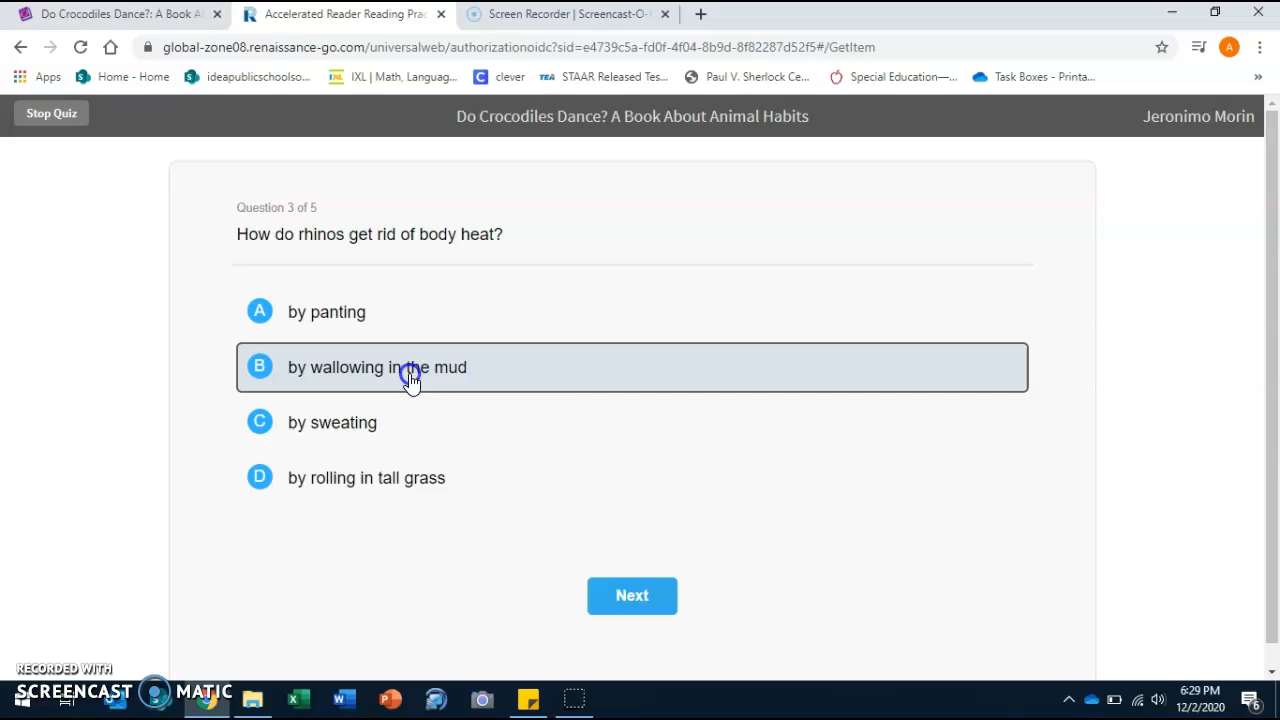 Do Crocodiles Dance?: A Book Al
Accelerated Reader Reading Prac
Screen Recorder | Screencast-O-
global-zone08.renaissance-go.com/universalweb/authorizationoidc?sid=e4739c5a-fd0f-4f04-8b9d-8f82287d52f5#/GetItem
A
Apps
Home - Home
ideapublicschoolso...
IXL
IXL | Math, Languag...
C
clever
TEA
STAAR Released Tes...
Paul V. Sherlock Ce...
Special Education—...
Task Boxes - Printa...
»
Stop Quiz
Do Crocodiles Dance? A Book About Animal Habits
Jeronimo Morin
Question 3 of 5
How do rhinos get rid of body heat?
A by panting
B by wallowing in the mud
C by sweating
D by rolling in tall grass
Next
RECORDED WITH
SCREENCAST MATIC
6:29 PM
12/2/2020
6